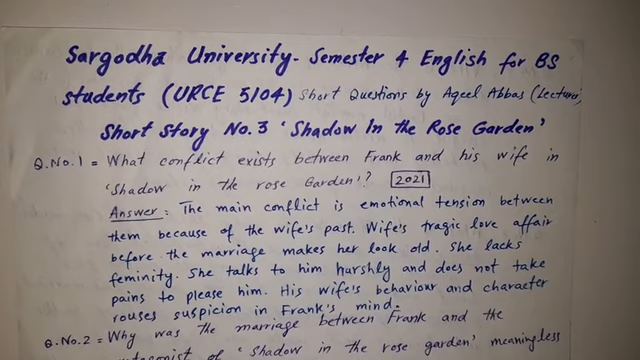 Sargodha University - Semester 4 English for BS
students (URCE 5104) Short Questions by Aqeel Abbas (Lecturer,
Short Story No. 3 'Shadow In the Rose Garden'
Q.No.1 = What conflict exists between Frank and his wife in
'Shadow in the rose Garden'? 2021
Answer: The main conflict is emotional tension between
them because of the wife's past. Wife's tragic love affair
before the marriage makes her look old. She lacks
feminity. She talks to him harshly and does not take
pains to please him. His wife's behaviour and character
rouses suspicion in Frank's mind.
Q.No.2 = Why was the marriage between Frank and the
of 'Shadow in the rose garden' meaningless